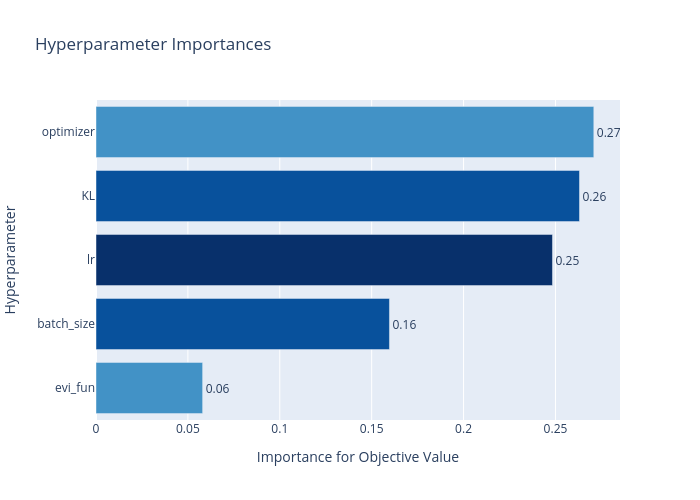 Hyperparameter Importances
Hyperparameter
optimizer 0.27
KL 0.26
lr 0.25
batch_size 0.16
evi_fun 0.06
0 0.05 0.1 0.15 0.2 0.25
Importance for Objective Value